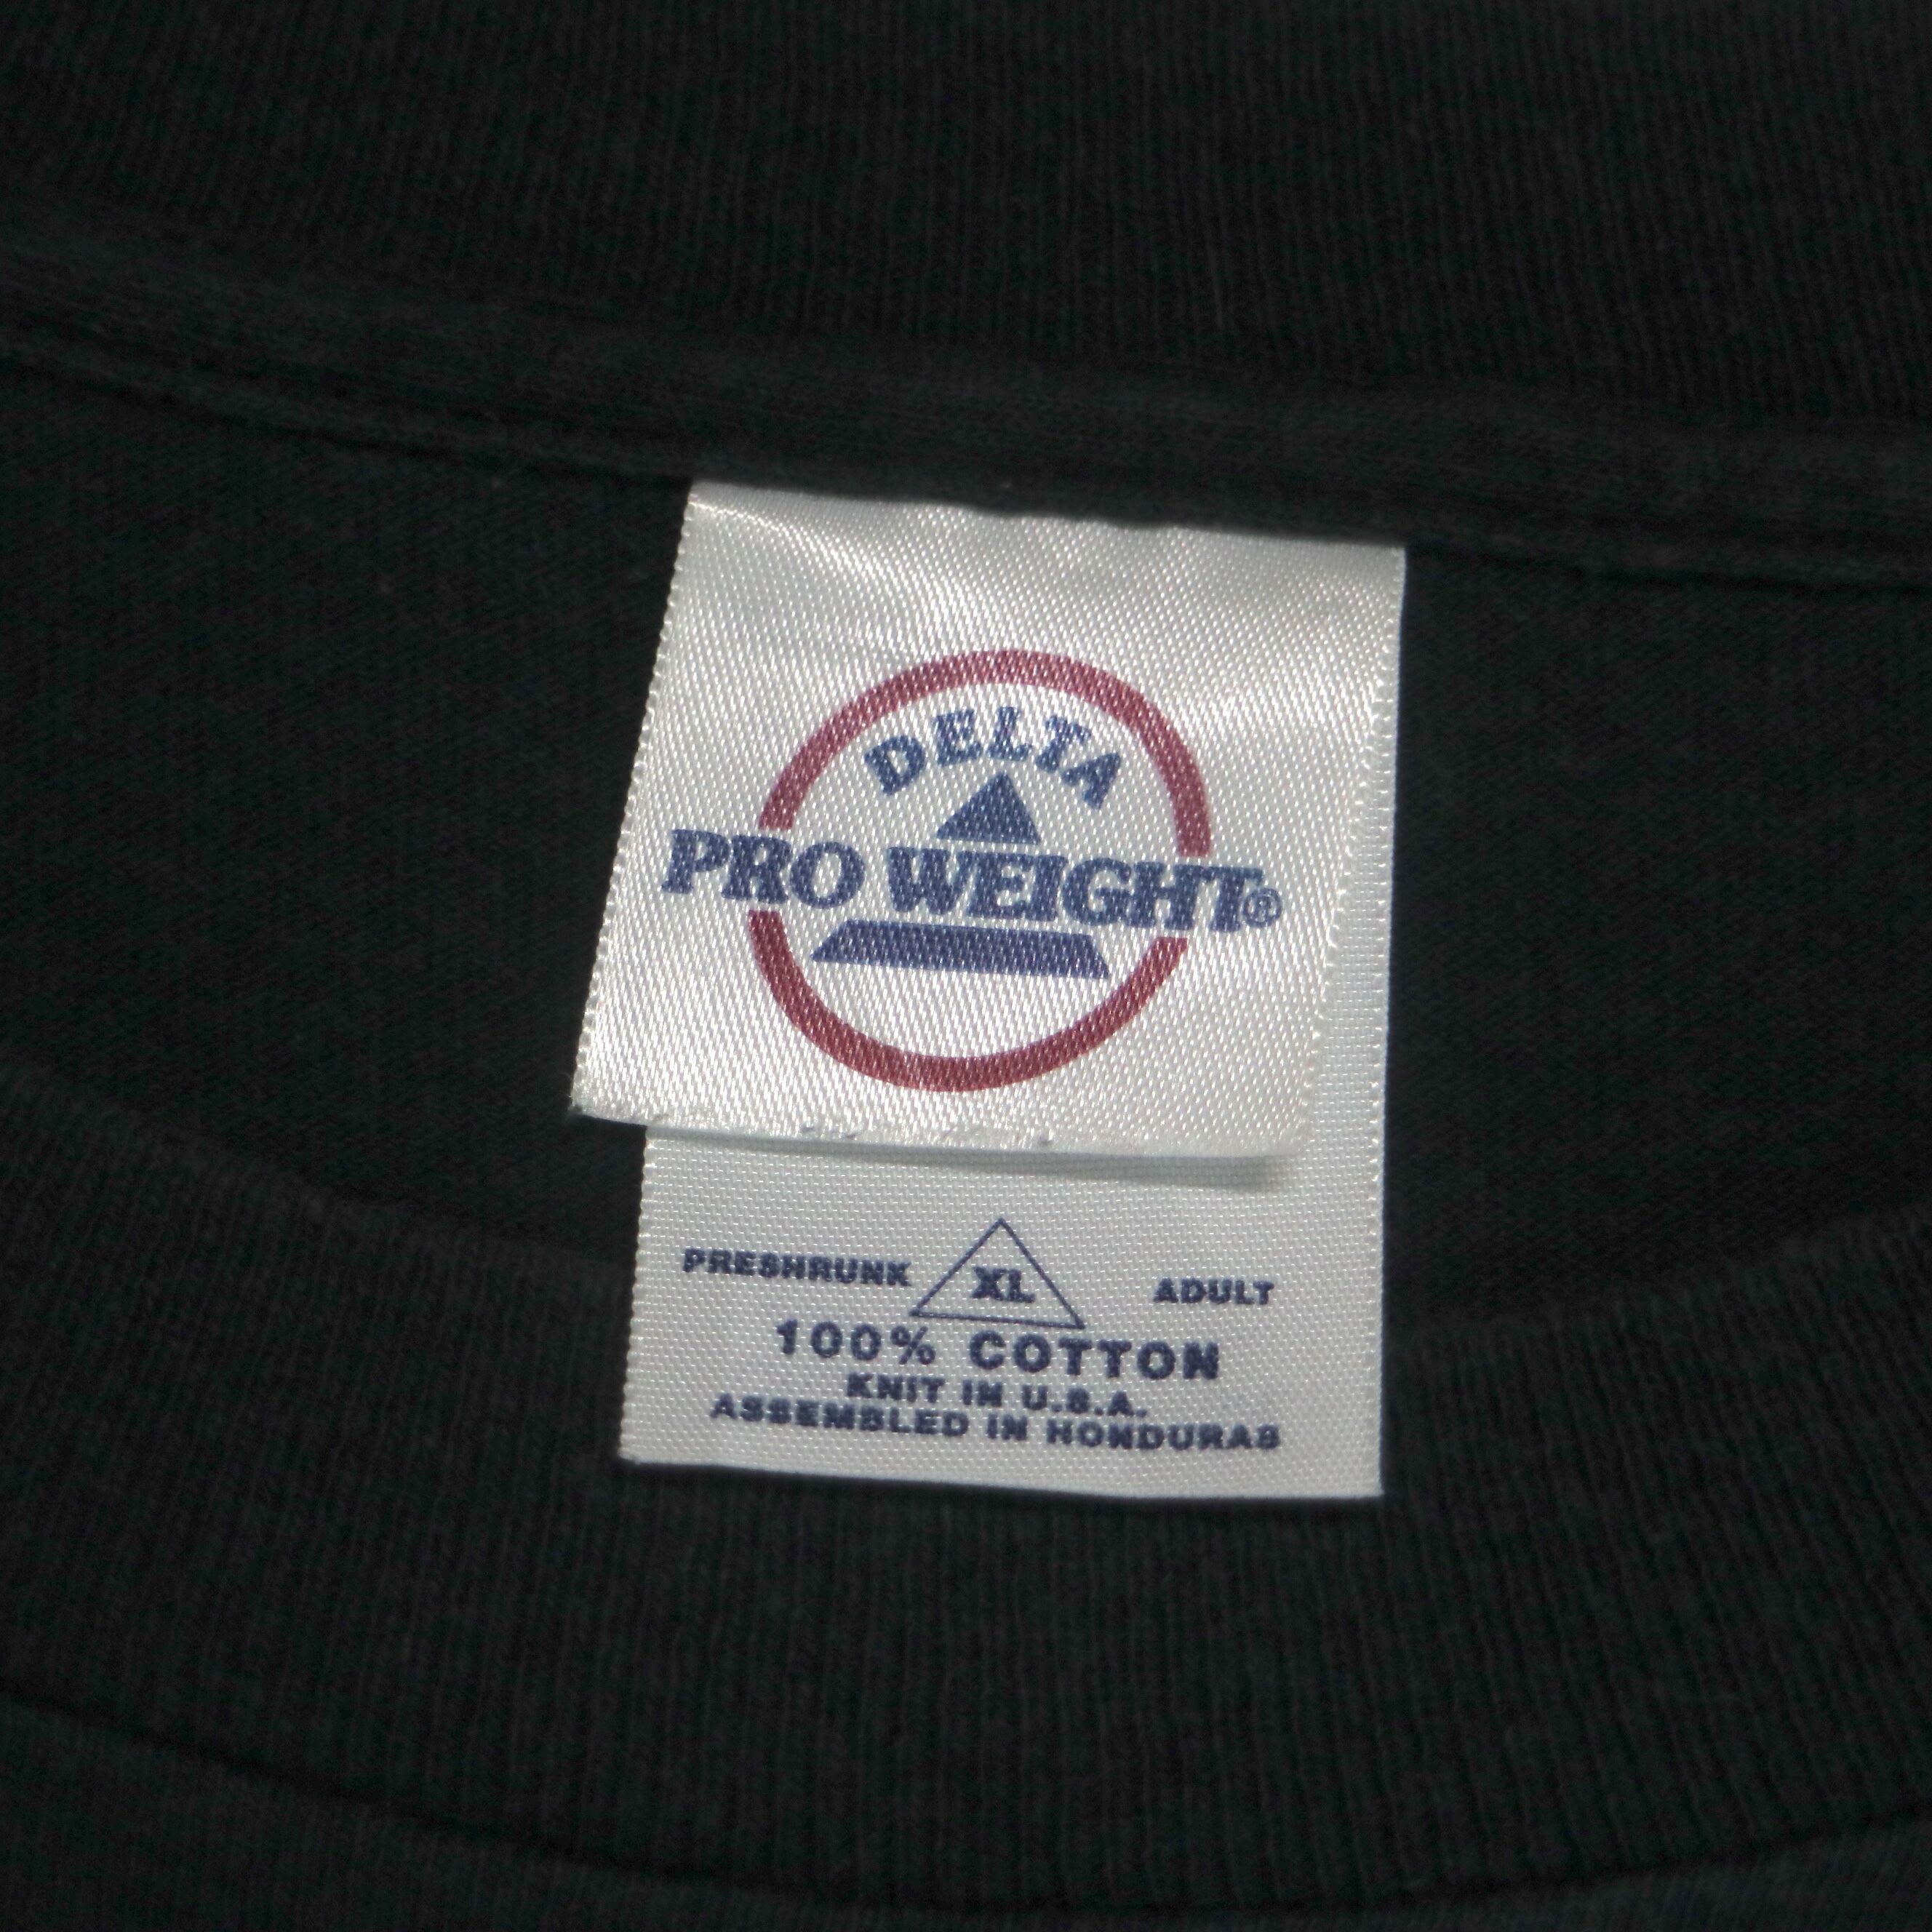 DELTA
PRO WEIGHT®
PRESHRUNK XL ADULT
100% COTTON
KNIT IN U.S.A.
ASSEMBLED IN HONDURAS